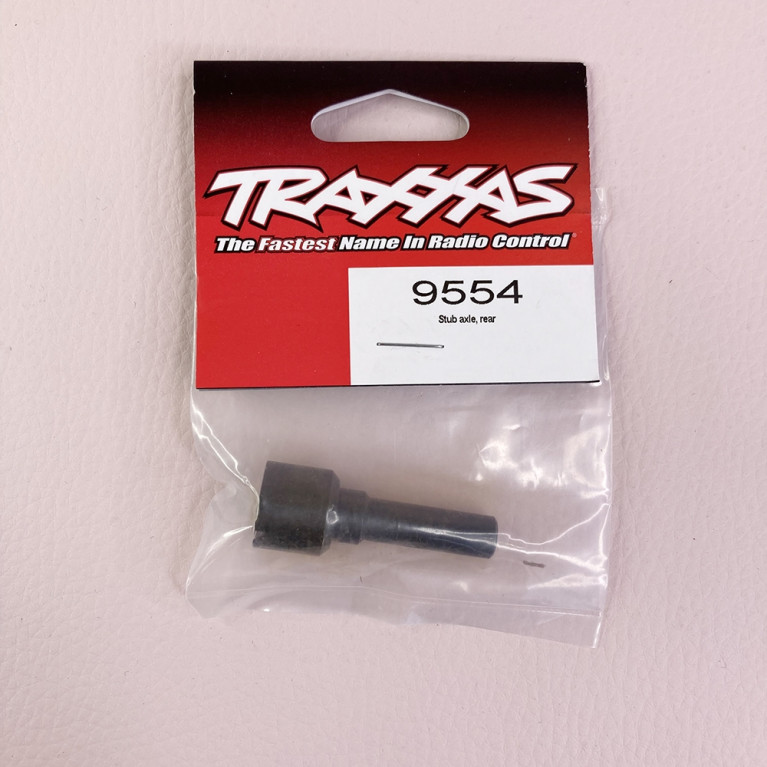 TRAXXAS
The Fastest Name In Radio Control
9554
Stub axle, rear